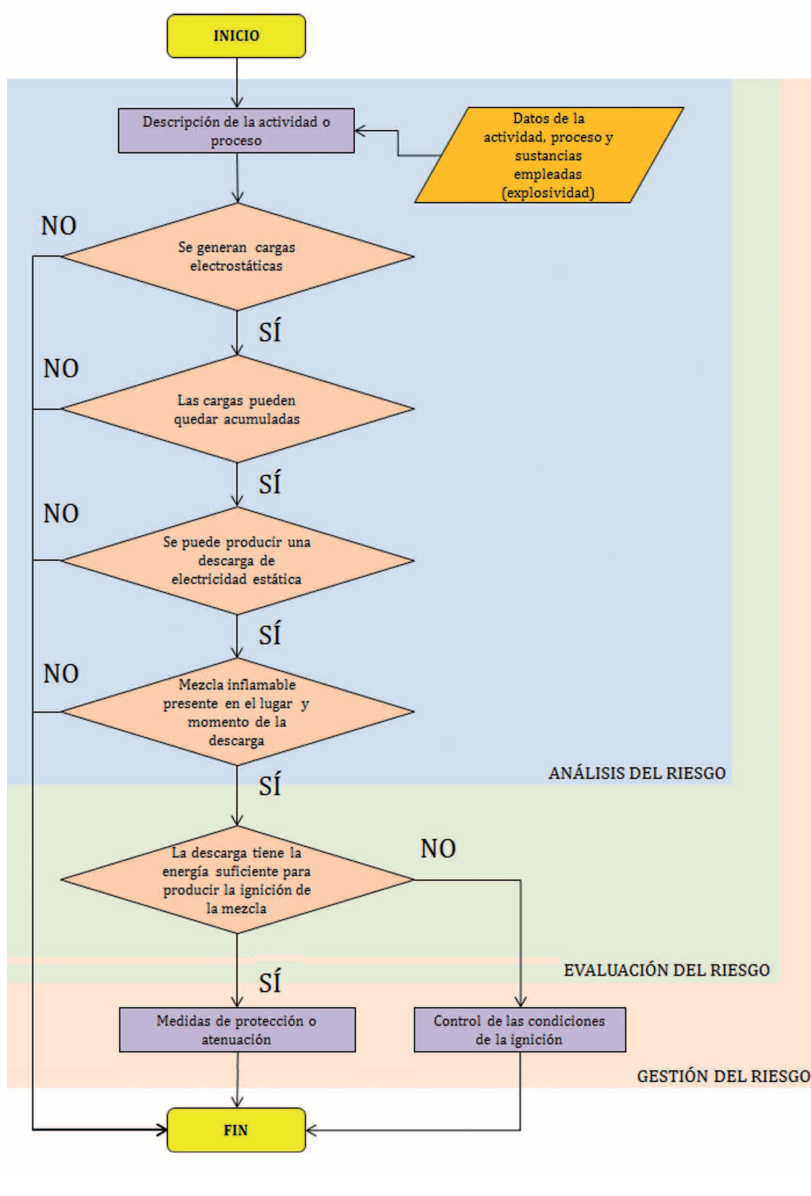 INICIO
Descripción de la actividad o
proceso
Datos de la
actividad, proceso y
sustancias
empleadas
(explosividad)
NO
Se generan cargas
electrostáticas
SÍ
NO
Las cargas pueden
quedar acumuladas
SÍ
NO
Se puede producir una
descarga de
electricidad estática
SÍ
NO
Mezcla inflamable
presente en el lugar y
momento de la
descarga
ANÁLISIS DEL RIESGO
SÍ
La descarga tiene la
energía suficiente para
producir la ignición de
la mezcla
NO
EVALUACIÓN DEL RIESGO
SÍ
Medidas de protección o
atenuación
Control de las condiciones
de la ignición
GESTIÓN DEL RIESGO
FIN